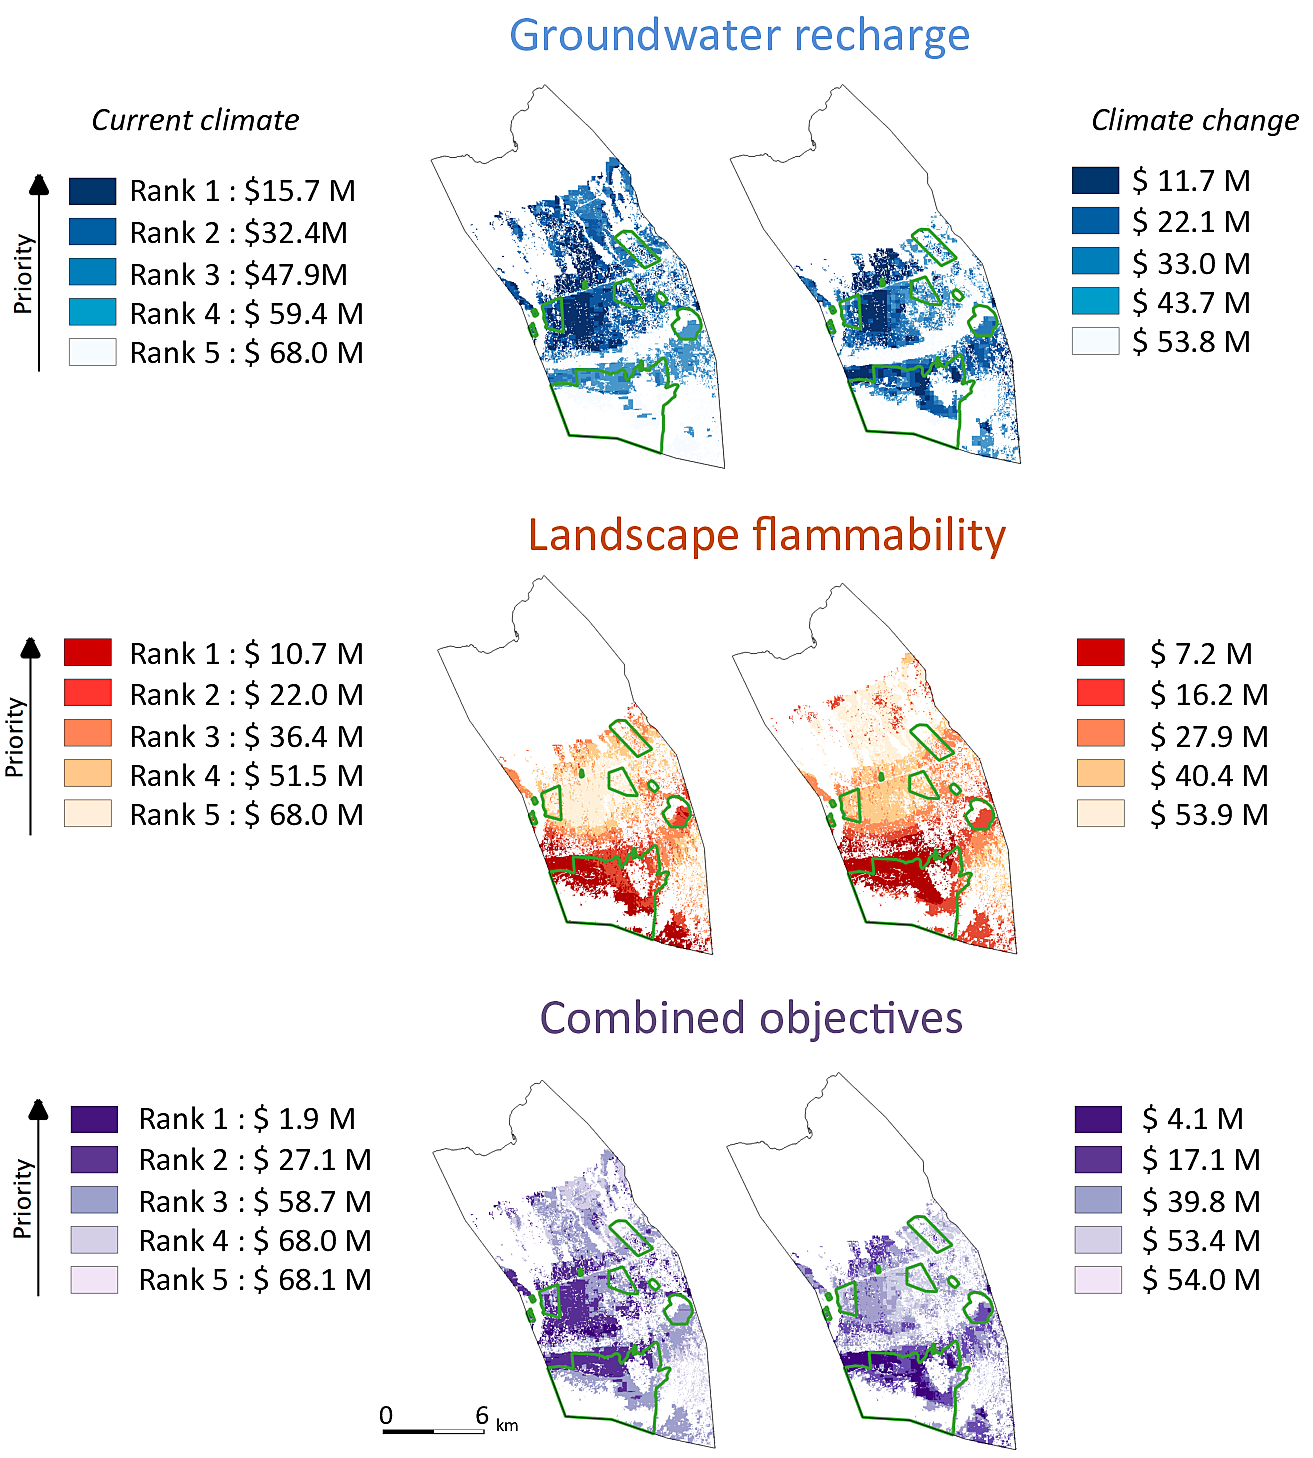 Groundwater recharge
Current climate
Climate change
Priority
Rank 1 : $15.7 M
Rank 2 : $32.4M
Rank 3 : $47.9M
Rank 4 : $ 59.4 M
Rank 5 : $ 68.0 M
$ 11.7 M
$ 22.1 M
$ 33.0 M
$ 43.7 M
$ 53.8 M
Landscape flammability
Priority
Rank 1 : $ 10.7 M
Rank 2 : $ 22.0 M
Rank 3 : $ 36.4 M
Rank 4 : $ 51.5 M
Rank 5 : $ 68.0 M
$ 7.2 M
$ 16.2 M
$ 27.9 M
$ 40.4 M
$ 53.9 M
Combined objectives
Priority
Rank 1 : $ 1.9 M
Rank 2 : $ 27.1 M
Rank 3 : $ 58.7 M
Rank 4 : $ 68.0 M
Rank 5 : $ 68.1 M
$ 4.1 M
$ 17.1 M
$ 39.8 M
$ 53.4 M
$ 54.0 M
0 6 km